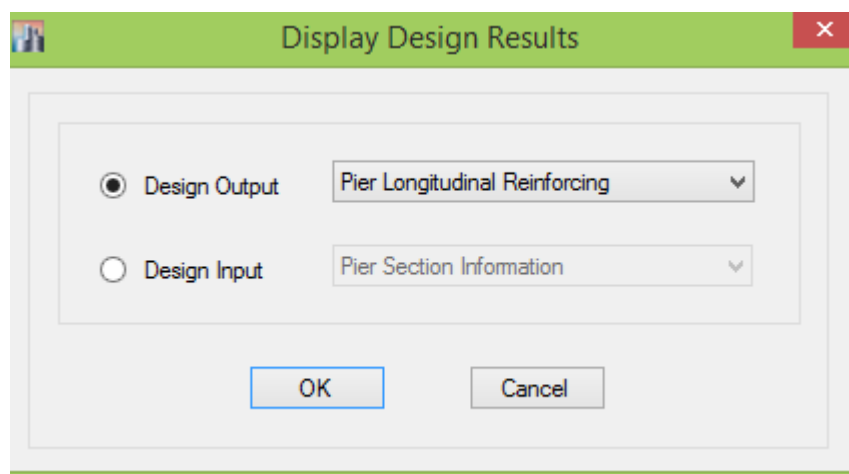 Display Design Results
Design Output Pier Longitudinal Reinforcing
Design Input Pier Section Information
OK Cancel